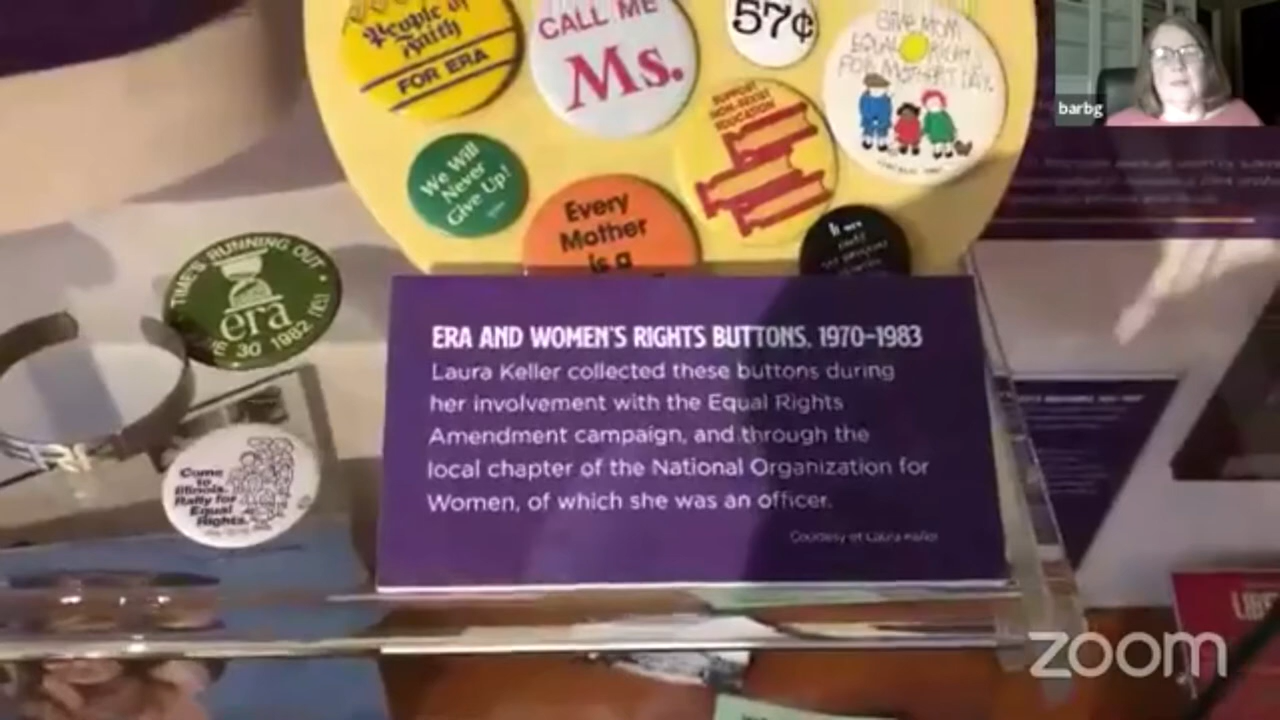 People of
Faith
FOR ERA
CALL ME
Ms.
57¢
GIVE MOM
EQUAL RIGHTS
FOR MOTHER'S DAY.
SUPPORT
NON-SEXIST
EDUCATION
We Will
Never
Give Up!
Every
Mother
is a
TIME'S RUNNING OUT
era
30 1982
Come
to
Illinois.
Rally for
Equal
Rights.
ERA AND WOMEN'S RIGHTS BUTTONS, 1970–1983
Laura Keller collected these buttons during
her involvement with the Equal Rights
Amendment campaign, and through the
local chapter of the National Organization for
Women, of which she was an officer.
Courtesy of Laura Keller
barbg
zoom